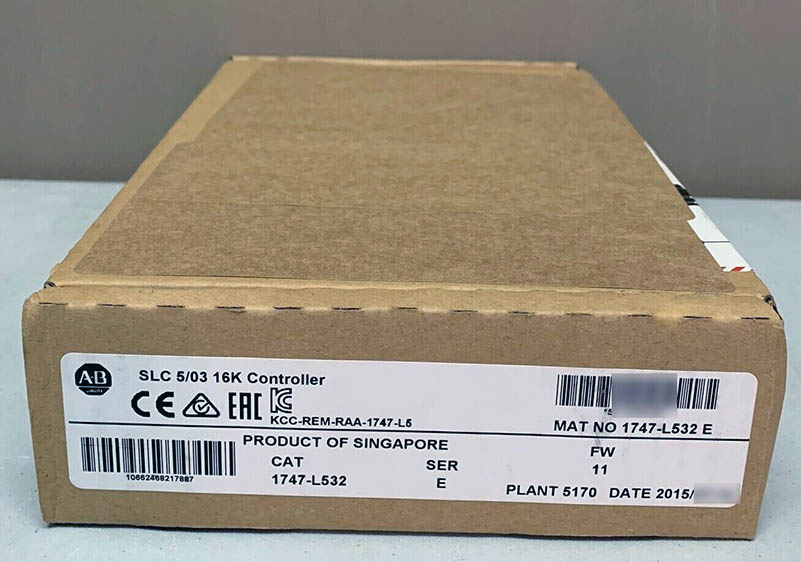 A·B
QUALITY
SLC 5/03 16K Controller
CE EAC
KCC-REM-RAA-1747-L5
MAT NO 1747-L532 E
PRODUCT OF SINGAPORE
FW
11
CAT
1747-L532
SER
E
10662468217887
PLANT 5170 DATE 2015/